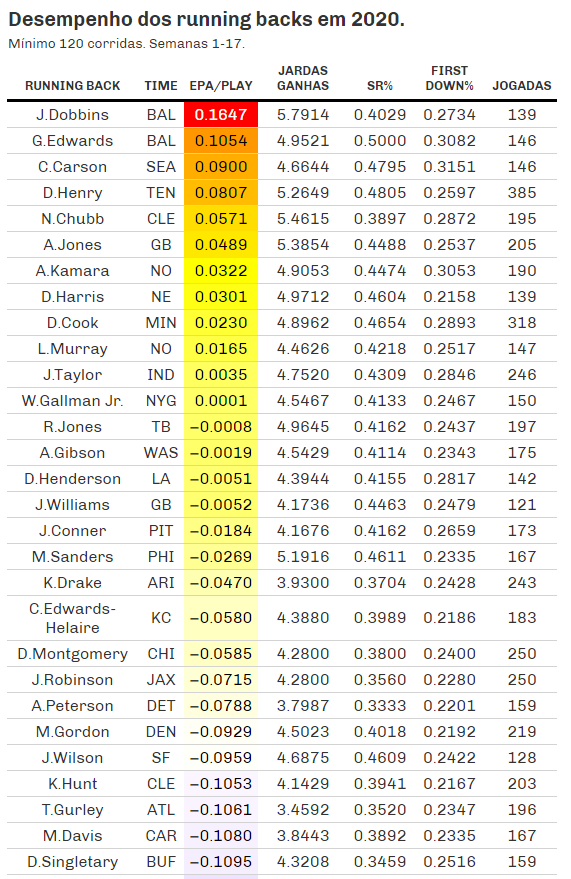 Desempenho dos running backs em 2020.
Mínimo 120 corridas. Semanas 1-17.
RUNNING BACK TIME EPA/PLAY JARDAS GANHAS SR% FIRST DOWN% JOGADAS
J.Dobbins BAL 0.1647 5.7914 0.4029 0.2734 139
G.Edwards BAL 0.1054 4.9521 0.5000 0.3082 146
C.Carson SEA 0.0900 4.6644 0.4795 0.3151 146
D.Henry TEN 0.0807 5.2649 0.4805 0.2597 385
N.Chubb CLE 0.0571 5.4615 0.3897 0.2872 195
A.Jones GB 0.0489 5.3854 0.4488 0.2537 205
A.Kamara NO 0.0322 4.9053 0.4474 0.3053 190
D.Harris NE 0.0301 4.9712 0.4604 0.2158 139
D.Cook MIN 0.0230 4.8962 0.4654 0.2893 318
L.Murray NO 0.0165 4.4626 0.4218 0.2517 147
J.Taylor IND 0.0035 4.7520 0.4309 0.2846 246
W.Gallman Jr. NYG 0.0001 4.5467 0.4133 0.2467 150
R.Jones TB −0.0008 4.9645 0.4162 0.2437 197
A.Gibson WAS −0.0019 4.5429 0.4114 0.2343 175
D.Henderson LA −0.0051 4.3944 0.4155 0.2817 142
J.Williams GB −0.0052 4.1736 0.4463 0.2479 121
J.Conner PIT −0.0184 4.1676 0.4162 0.2659 173
M.Sanders PHI −0.0269 5.1916 0.4611 0.2335 167
K.Drake ARI −0.0470 3.9300 0.3704 0.2428 243
C.Edwards-Helaire KC −0.0580 4.3880 0.3989 0.2186 183
D.Montgomery CHI −0.0585 4.2800 0.3800 0.2400 250
J.Robinson JAX −0.0715 4.2800 0.3560 0.2280 250
A.Peterson DET −0.0788 3.7987 0.3333 0.2201 159
M.Gordon DEN −0.0929 4.5023 0.4018 0.2192 219
J.Wilson SF −0.0959 4.6875 0.4609 0.2422 128
K.Hunt CLE −0.1053 4.1429 0.3941 0.2167 203
T.Gurley ATL −0.1061 3.4592 0.3520 0.2347 196
M.Davis CAR −0.1080 3.8443 0.3892 0.2335 167
D.Singletary BUF −0.1095 4.3208 0.3459 0.2516 159